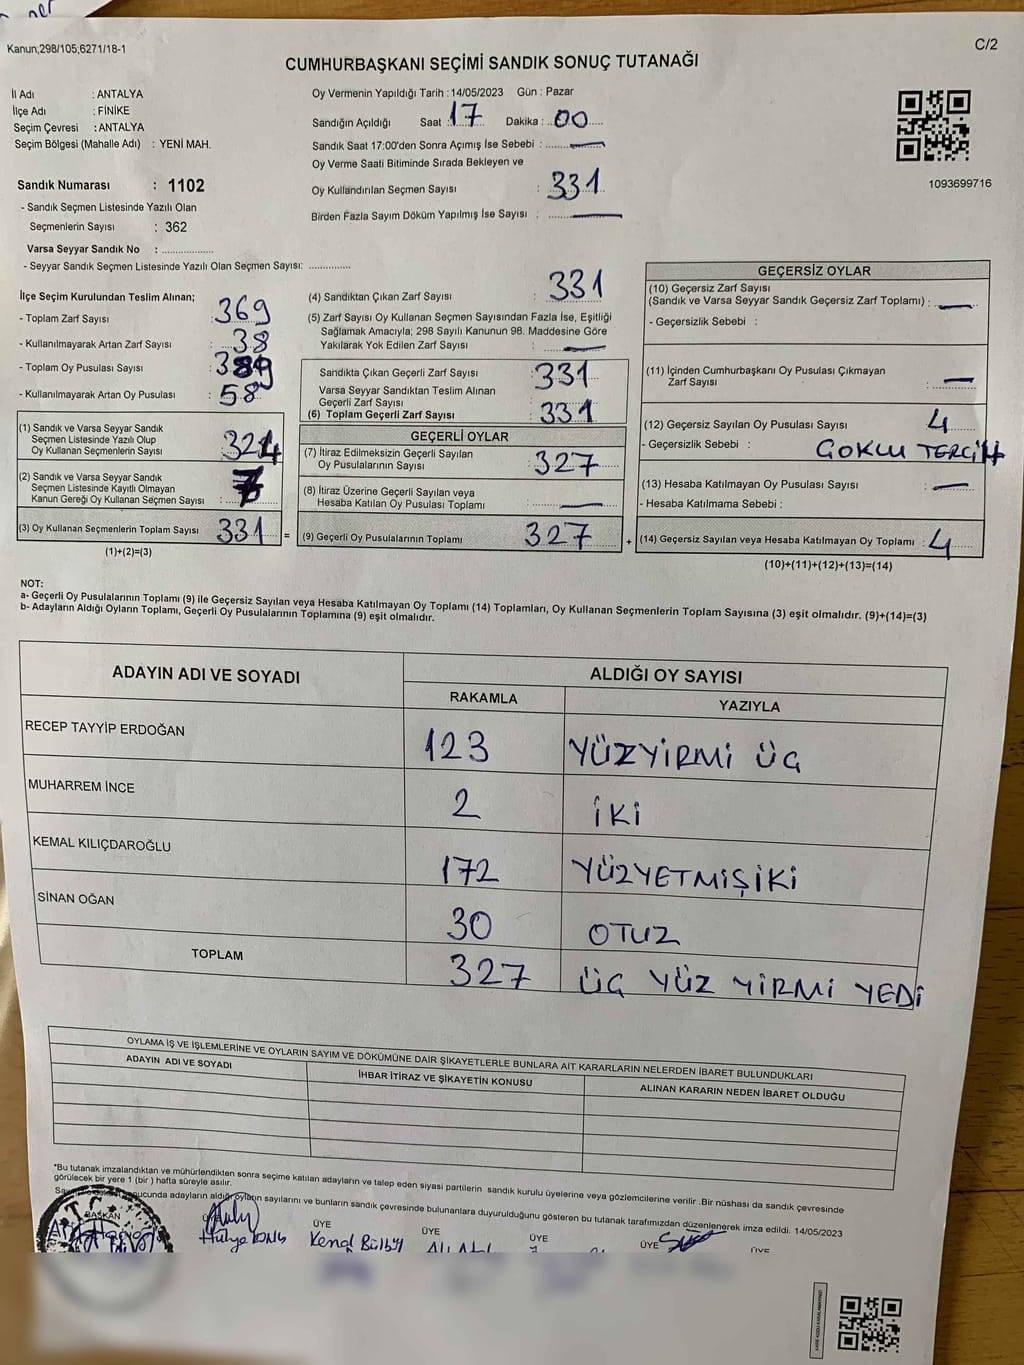 Kanun;298/105;6271/18-1
C/2
CUMHURBAŞKANI SEÇİMİ SANDIK SONUÇ TUTANAĞI
İl Adı : ANTALYA
İlçe Adı : FİNİKE
Seçim Çevresi : ANTALYA
Seçim Bölgesi (Mahalle Adı) : YENİ MAH.
Sandık Numarası : 1102
- Sandık Seçmen Listesinde Yazılı Olan
Seçmenlerin Sayısı : 362
Varsa Seyyar Sandık No : ..................
- Seyyar Sandık Seçmen Listesinde Yazılı Olan Seçmen Sayısı: ..............
Oy Vermenin Yapıldığı Tarih :14/05/2023 Gün : Pazar
Sandığın Açıldığı Saat : 17 Dakika : 00
Sandık Saat 17:00'den Sonra Açımış İse Sebebi : —
Oy Verme Saati Bitiminde Sırada Bekleyen ve
Oy Kullandırılan Seçmen Sayısı : 331
Birden Fazla Sayım Döküm Yapılmış İse Sayısı : —
1093699716
İlçe Seçim Kurulundan Teslim Alınan;
- Toplam Zarf Sayısı : 369
- Kullanılmayarak Artan Zarf Sayısı : 38
- Toplam Oy Pusulası Sayısı : 389
- Kullanılmayarak Artan Oy Pusulası : 58
(1) Sandık ve Varsa Seyyar Sandık
Seçmen Listesinde Yazılı Olup
Oy Kullanan Seçmenlerin Sayısı : 324
(2) Sandık ve Varsa Seyyar Sandık
Seçmen Listesinde Kayıtlı Olmayan
Kanun Gereği Oy Kullanan Seçmen Sayısı : 7
(3) Oy Kullanan Seçmenlerin Toplam Sayısı 331 =
(1)+(2)=(3)
(4) Sandıktan Çıkan Zarf Sayısı : 331
(5) Zarf Sayısı Oy Kullanan Seçmen Sayısından Fazla İse, Eşitliği
Sağlamak Amacıyla; 298 Sayılı Kanunun 98. Maddesine Göre
Yakılarak Yok Edilen Zarf Sayısı : —
Sandıkta Çıkan Geçerli Zarf Sayısı : 331
Varsa Seyyar Sandıktan Teslim Alınan
Geçerli Zarf Sayısı
(6) Toplam Geçerli Zarf Sayısı : 331
GEÇERLİ OYLAR
(7) İtiraz Edilmeksizin Geçerli Sayılan
Oy Pusulalarının Sayısı : 327
(8) İtiraz Üzerine Geçerli Sayılan veya
Hesaba Katılan Oy Pusulası Toplamı : —
(9) Geçerli Oy Pusulalarının Toplamı 327 +
GEÇERSİZ OYLAR
(10) Geçersiz Zarf Sayısı
(Sandık ve Varsa Seyyar Sandık Geçersiz Zarf Toplamı) : —
- Geçersizlik Sebebi :
(11) İçinden Cumhurbaşkanı Oy Pusulası Çıkmayan
Zarf Sayısı : —
(12) Geçersiz Sayılan Oy Pusulası Sayısı : 4
- Geçersizlik Sebebi : ÇOKLU TERCİH
(13) Hesaba Katılmayan Oy Pusulası Sayısı : —
- Hesaba Katılmama Sebebi :
(14) Geçersiz Sayılan veya Hesaba Katılmayan Oy Toplamı : 4
(10)+(11)+(12)+(13)=(14)
NOT:
a- Geçerli Oy Pusulalarının Toplamı (9) ile Geçersiz Sayılan veya Hesaba Katılmayan Oy Toplamı (14) Toplamları, Oy Kullanan Seçmenlerin Toplam Sayısına (3) eşit olmalıdır. (9)+(14)=(3)
b- Adayların Aldığı Oyların Toplamı, Geçerli Oy Pusulalarının Toplamına (9) eşit olmalıdır.
ADAYIN ADI VE SOYADI ALDIĞI OY SAYISI
RAKAMLA YAZIYLA
RECEP TAYYİP ERDOĞAN 123 YÜZYİRMİ ÜÇ
MUHARREM İNCE 2 İKİ
KEMAL KILIÇDAROĞLU 172 YÜZYETMİŞİKİ
SİNAN OĞAN 30 OTUZ
TOPLAM 327 ÜÇ YÜZ YİRMİ YEDİ
OYLAMA İŞ VE İŞLEMLERİNE VE OYLARIN SAYIM VE DÖKÜMÜNE DAİR ŞİKAYETLERLE BUNLARA AİT KARARLARIN NELERDEN İBARET BULUNDUKLARI
ADAYIN ADI VE SOYADI İHBAR İTİRAZ VE ŞİKAYETİN KONUSU ALINAN KARARIN NEDEN İBARET OLDUĞU
*Bu tutanak imzalandıktan ve mühürlendikten sonra seçime katılan adayların ve talep eden siyasi partilerin sandık kurulu üyelerine veya gözlemcilerine verilir .Bir nüshası da sandık çevresinde
görülecek bir yere 1 (bir ) hafta süreyle asılır.
sonucunda adayların aldığı oyların sayılarını ve bunların sandık çevresinde bulunanlara duyurulduğunu gösteren bu tutanak tarafımızdan düzenlenerek imza edildi. 14/05/2023
T.C.
BAŞKAN ÜYE ÜYE ÜYE ÜYE ÜYE
Hülya Kemal Bülbül